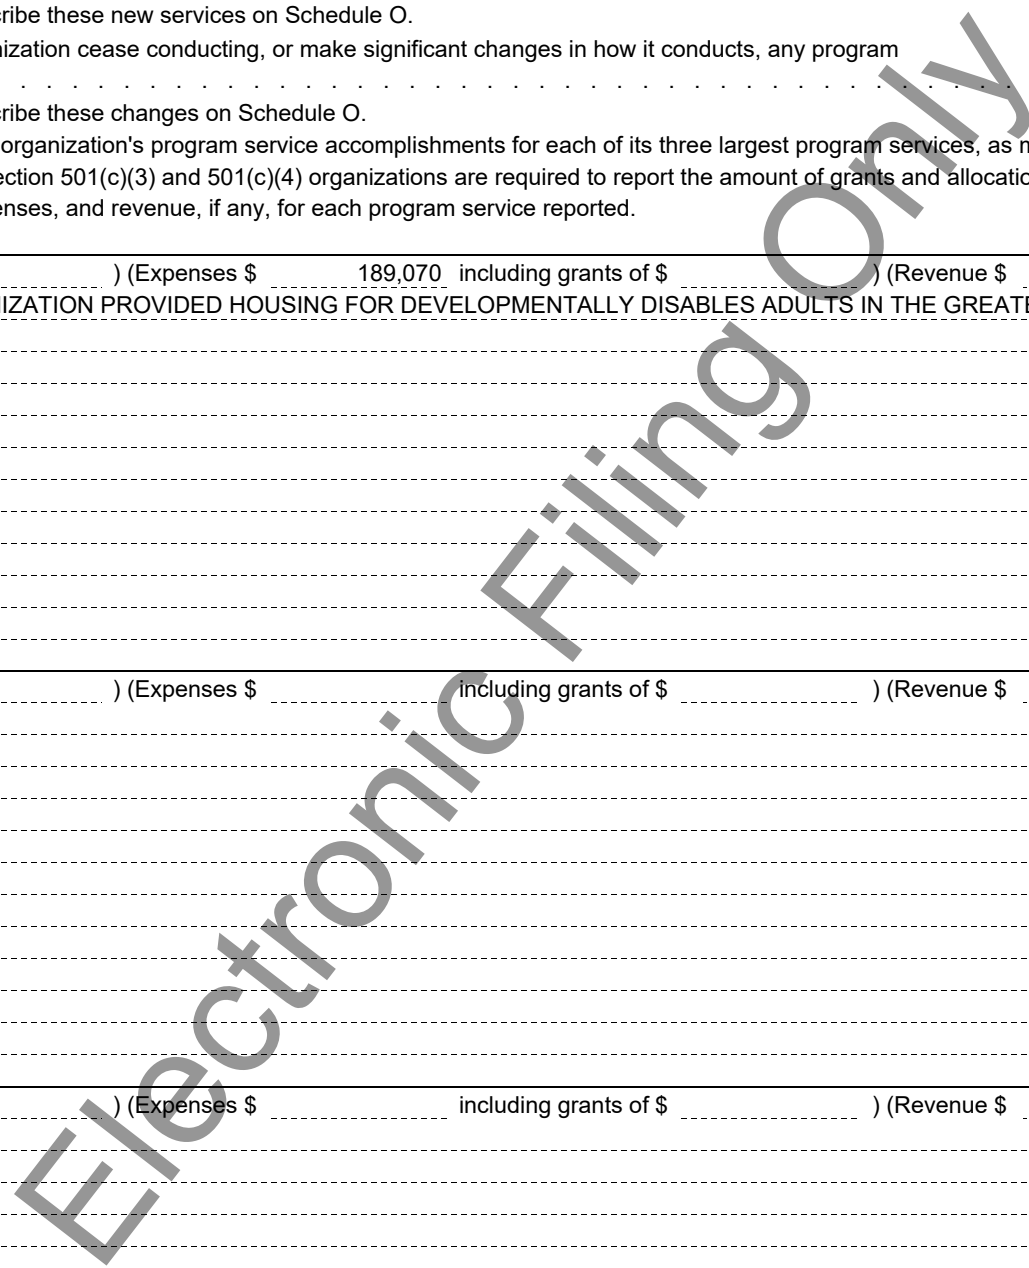 ribe these new services on Schedule O.
nization cease conducting, or make significant changes in how it conducts, any program
. . . . . . . . . . . . . . . . . . . . . . . . . . . . . . . . . . . . . . .
ribe these changes on Schedule O.
organization's program service accomplishments for each of its three largest program services, as m
ection 501(c)(3) and 501(c)(4) organizations are required to report the amount of grants and allocatio
enses, and revenue, if any, for each program service reported.
) (Expenses $ 189,070 including grants of $ ) (Revenue $
IZATION PROVIDED HOUSING FOR DEVELOPMENTALLY DISABLES ADULTS IN THE GREATE
) (Expenses $ including grants of $ ) (Revenue $
) (Expenses $ including grants of $ ) (Revenue $
Electronic Filing Only